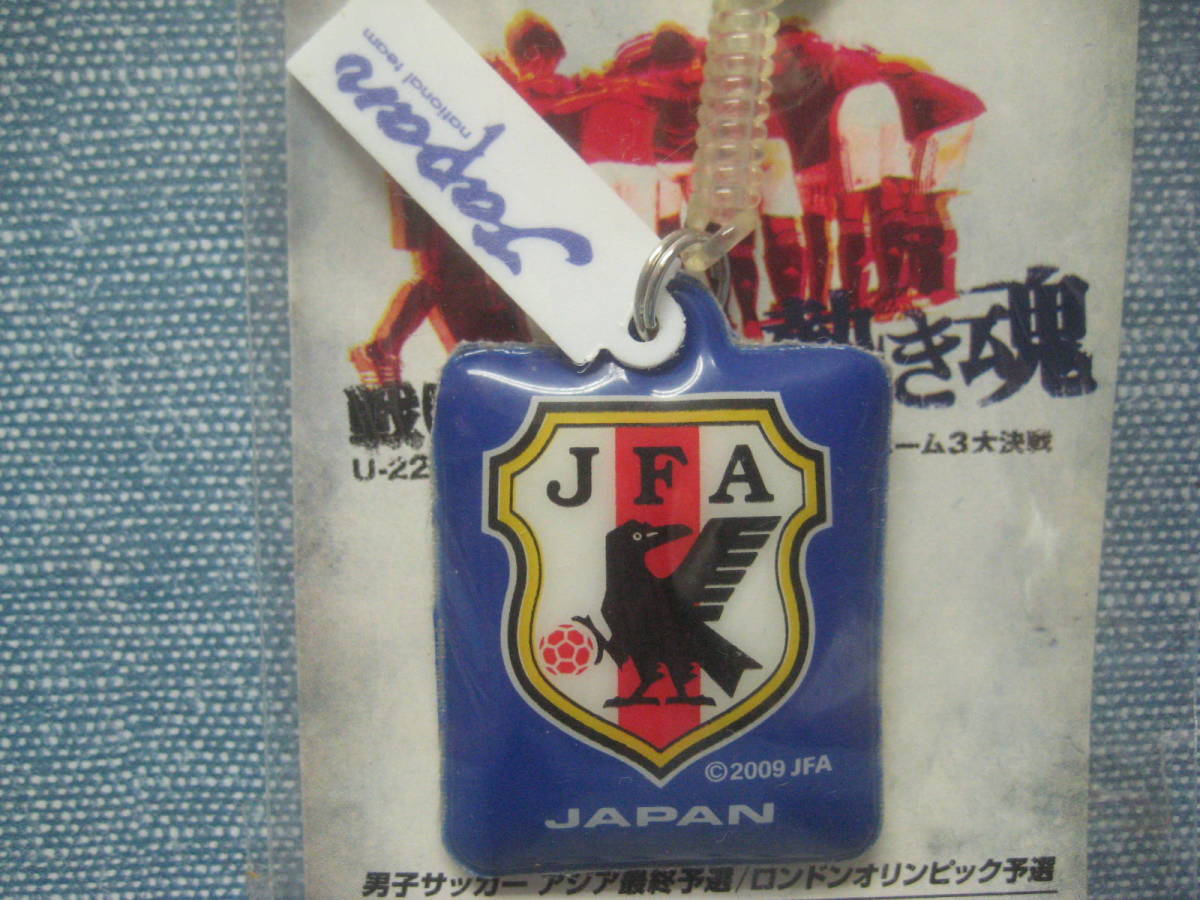 Japan
national team
戦い 熱き魂
U-22 ーム3大決戦
JFA
©2009 JFA
JAPAN
男子サッカー アジア最終予選/ロンドンオリンピック予選